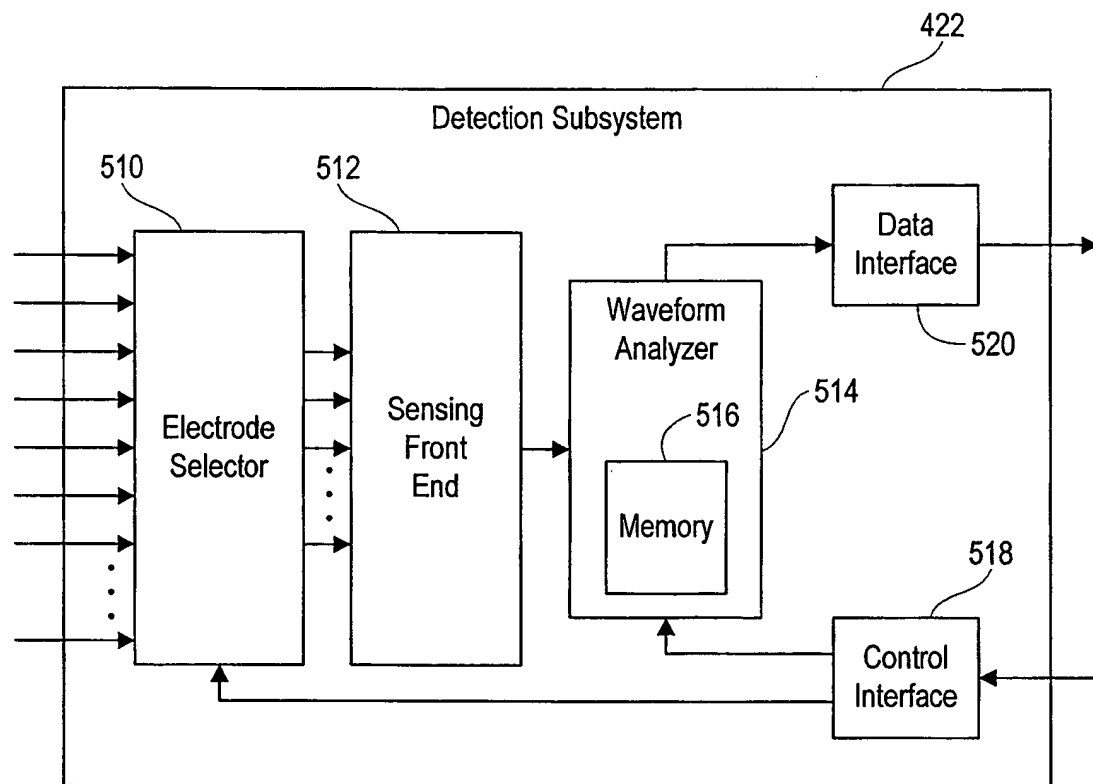 422
Detection Subsystem
510
512
Data
Interface
520
Waveform
Analyzer
514
516
Electrode
Selector
Sensing
Front
End
Memory
518
Control
Interface